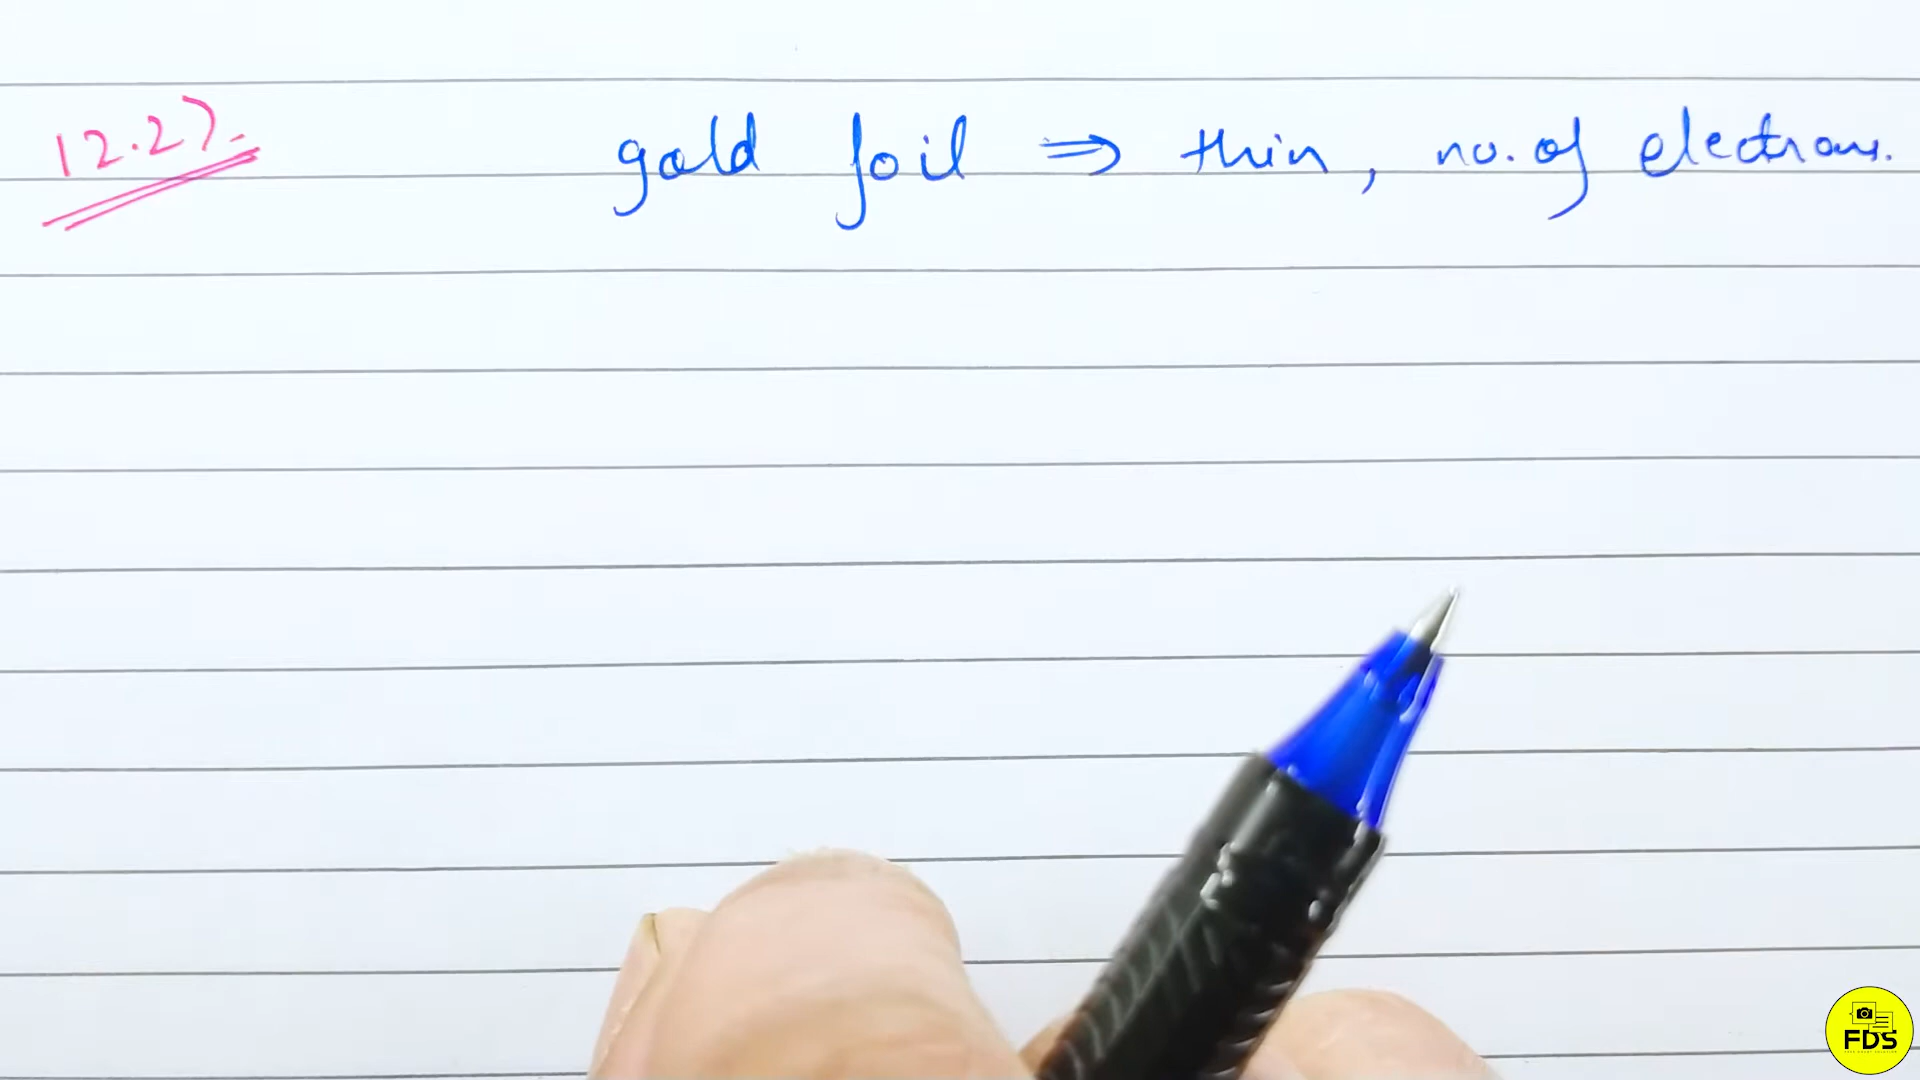 12.27. gold foil ⇒ thin, no. of electrons.
FDS